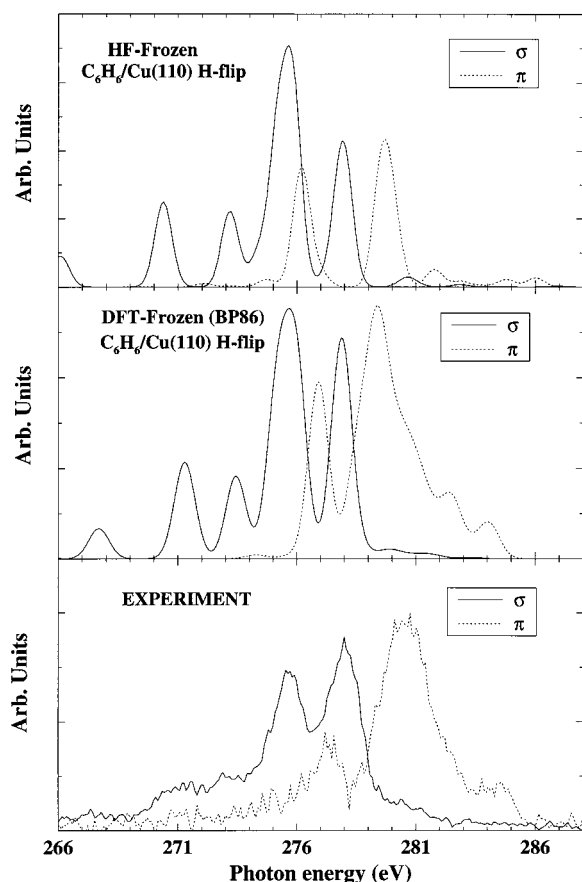 HF-Frozen
C₆H₆/Cu(110) H-flip
σ
π
Arb. Units
DFT-Frozen (BP86)
C₆H₆/Cu(110) H-flip
σ
π
Arb. Units
EXPERIMENT
σ
π
Arb. Units
266 271 276 281 286
Photon energy (eV)